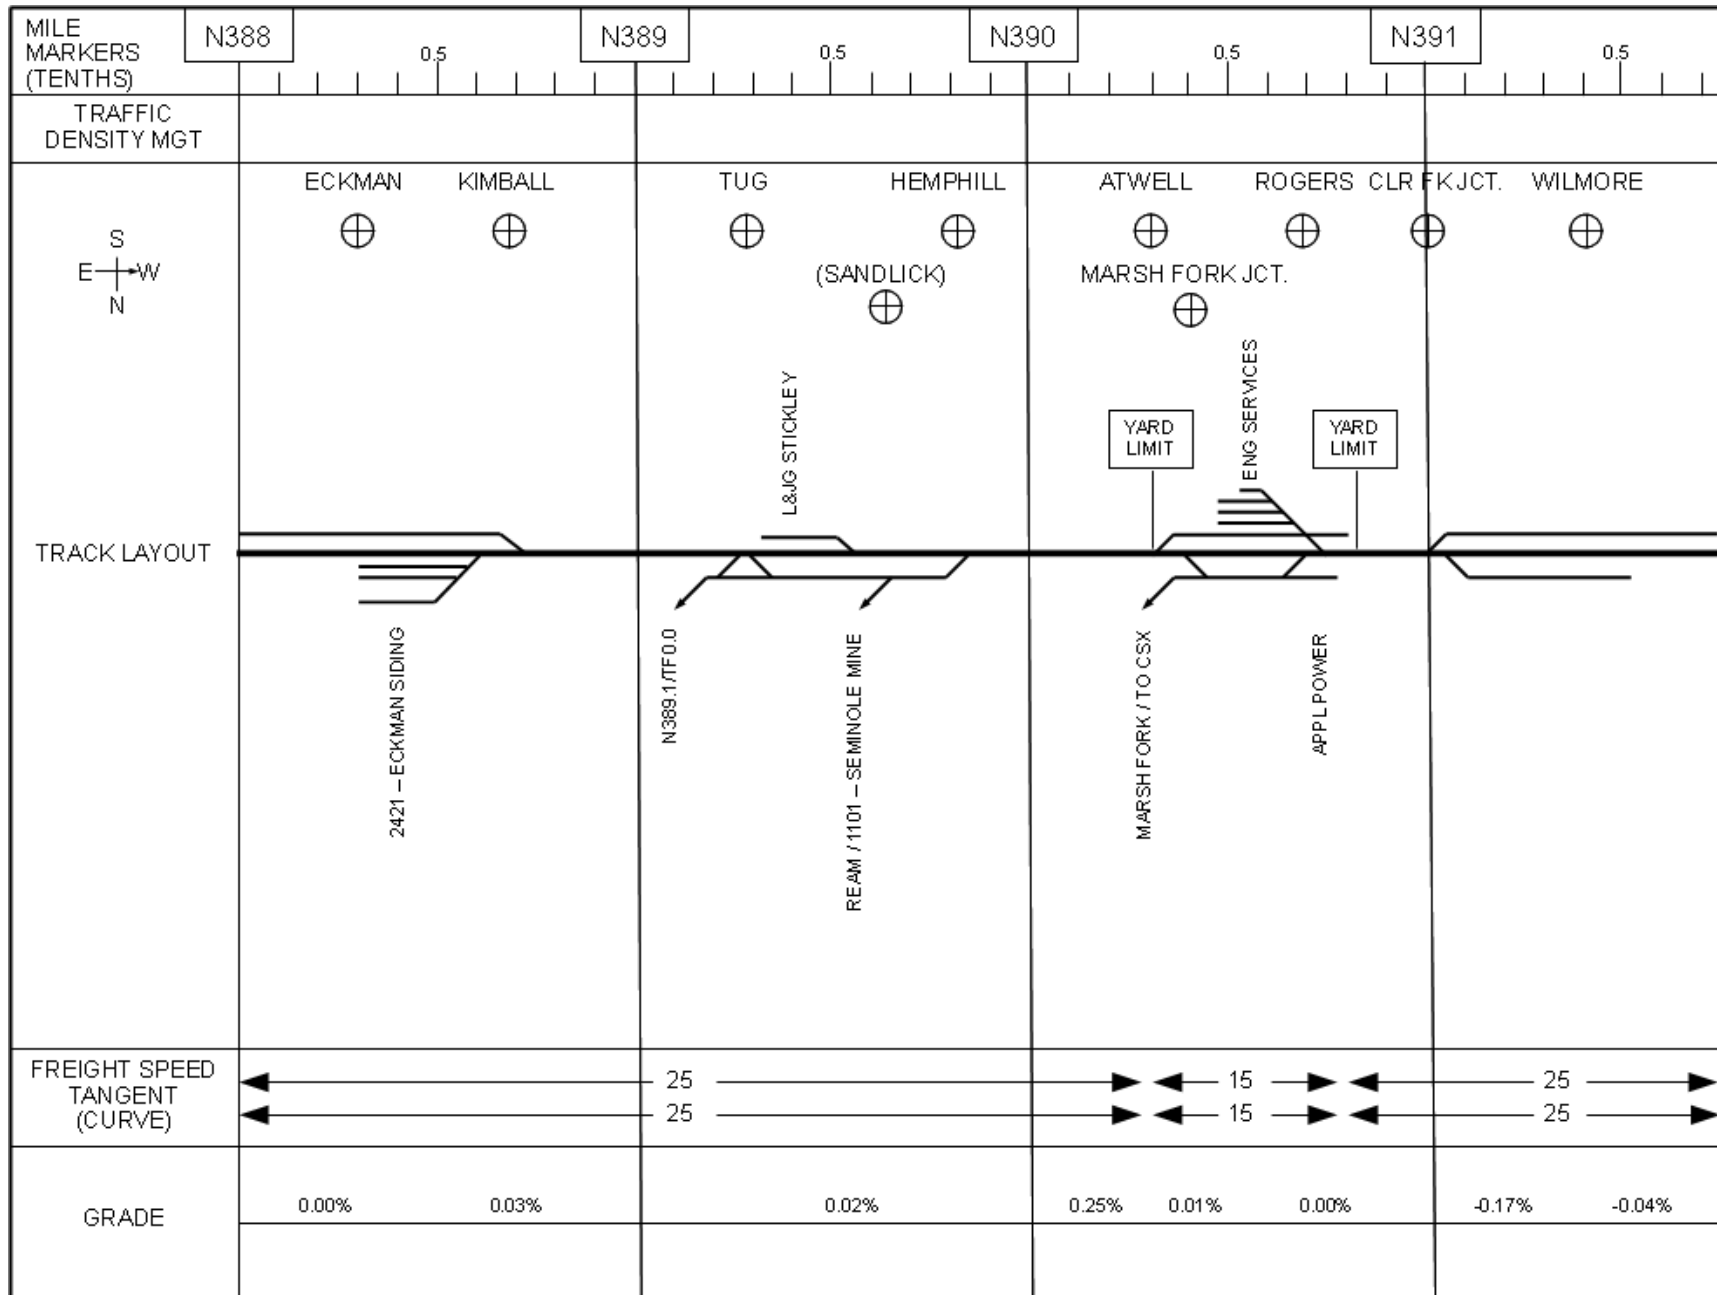 MILE
MARKERS
(TENTHS)
N388
0.5
N389
0.5
N390
0.5
N391
0.5
TRAFFIC
DENSITY MGT
ECKMAN
KIMBALL
TUG
HEMPHILL
ATWELL
ROGERS
CLR FK JCT.
WILMORE
S
E W
N
(SANDLICK)
MARSH FORK JCT.
L&JG STICKLEY
ENG SERVICES
YARD
LIMIT
YARD
LIMIT
TRACK LAYOUT
2421 – ECKMAN SIDING
N389.1/TF0.0
REAM / 1101 – SEMINOLE MINE
MARSH FORK / TO CSX
APPL POWER
FREIGHT SPEED
TANGENT
(CURVE)
25
15
25
25
15
25
GRADE
0.00%
0.03%
0.02%
0.25%
0.01%
0.00%
-0.17%
-0.04%